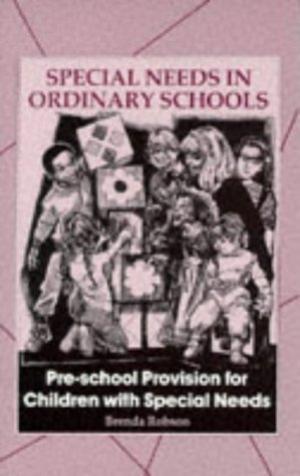 SPECIAL NEEDS IN
ORDINARY SCHOOLS
Pre-school Provision for
Children with Special Needs
Brenda Robson